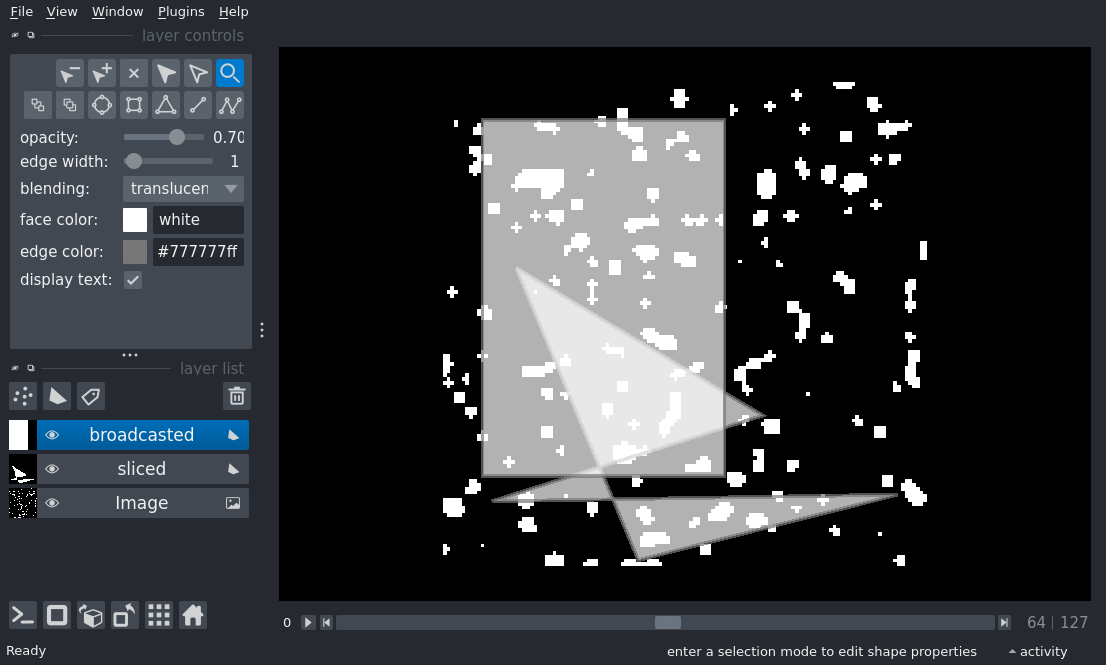 File View Window Plugins Help
layer controls
opacity: 0.70
edge width: 1
blending: translucen
face color: white
edge color: #777777ff
display text:
layer list
broadcasted
sliced
Image
0 64 | 127
Ready enter a selection mode to edit shape properties activity